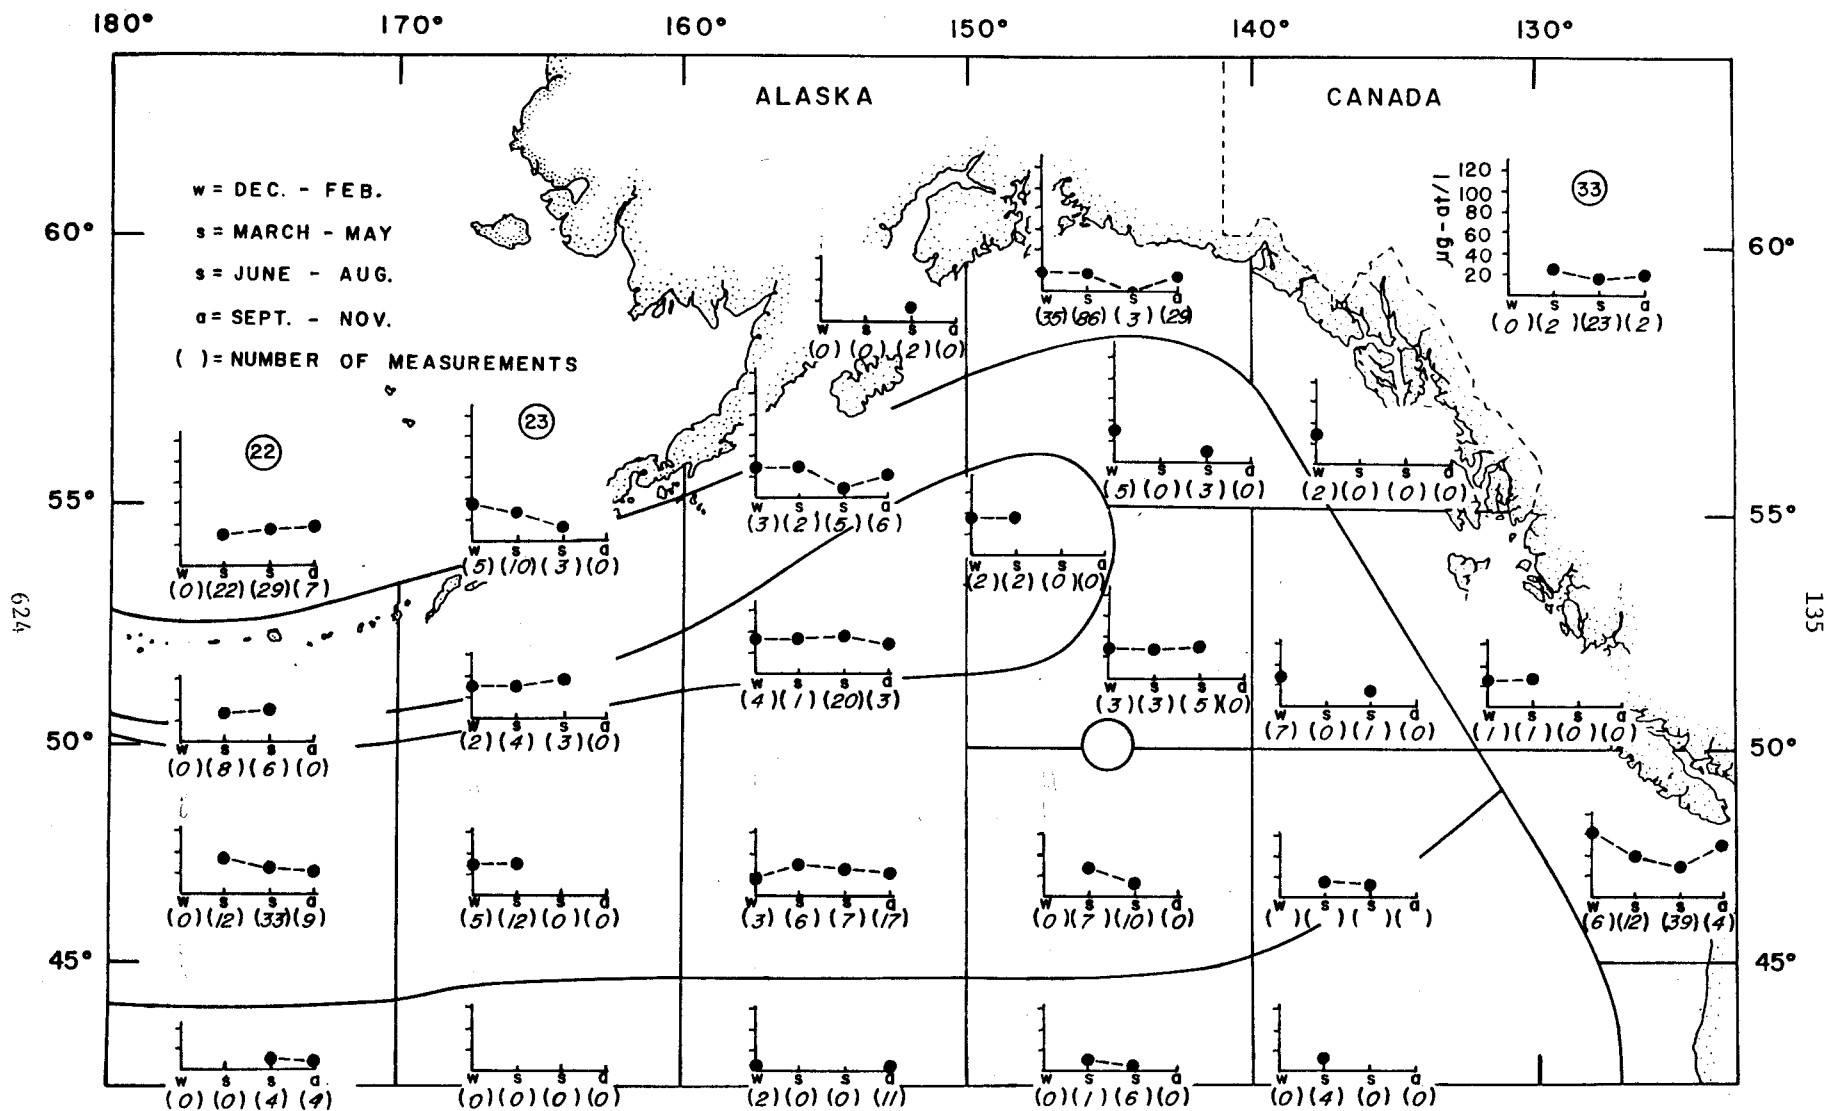 180° 170° 160° 150° 140° 130°
ALASKA CANADA
w = DEC. - FEB.
s = MARCH - MAY
s = JUNE - AUG.
a = SEPT. - NOV.
( ) = NUMBER OF MEASUREMENTS
µg-at/l
120
100
80
60
40
20
33
w s s a
(0)(2)(23)(2)
60° 60°
w s s a
(0)(0)(2)(0)
w s s a
(35)(86)(3)(29)
22
w s s a
(0)(22)(29)(7)
23
w s s a
(5)(10)(3)(0)
w s s a
(3)(2)(5)(6)
w s s a
(5)(0)(3)(0)
w s s a
(2)(0)(0)(0)
55° 55°
w s s a
(2)(2)(0)(0)
624
135
w s s a
(0)(8)(6)(0)
w s s a
(2)(4)(3)(0)
w s s a
(4)(1)(20)(3)
w s s a
(3)(3)(5)(0)
w s s a
(7)(0)(1)(0)
w s s a
(1)(1)(0)(0)
50° 50°
w s s a
(0)(12)(33)(9)
w s s a
(5)(12)(0)(0)
w s s a
(3)(6)(7)(17)
w s s a
(0)(7)(10)(0)
w s s a
( )( )( )( )
w s s a
(6)(12)(39)(4)
45° 45°
w s s a
(0)(0)(4)(4)
w s s a
(0)(0)(0)(0)
w s s a
(2)(0)(0)(11)
w s s a
(0)(1)(6)(0)
w s s a
(0)(4)(0)(0)